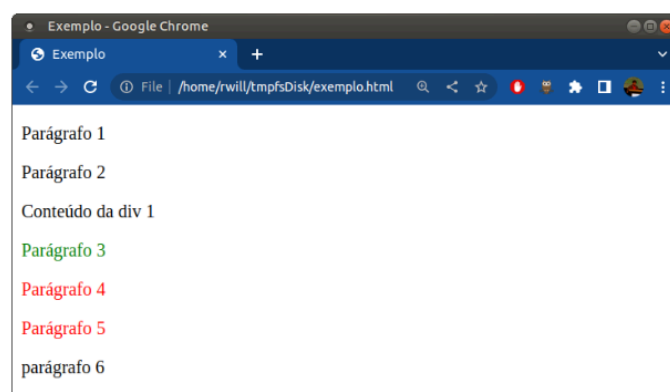 Exemplo - Google Chrome
Exemplo
File | /home/rwill/tmpfsDisk/exemplo.html
Parágrafo 1
Parágrafo 2
Conteúdo da div 1
Parágrafo 3
Parágrafo 4
Parágrafo 5
parágrafo 6